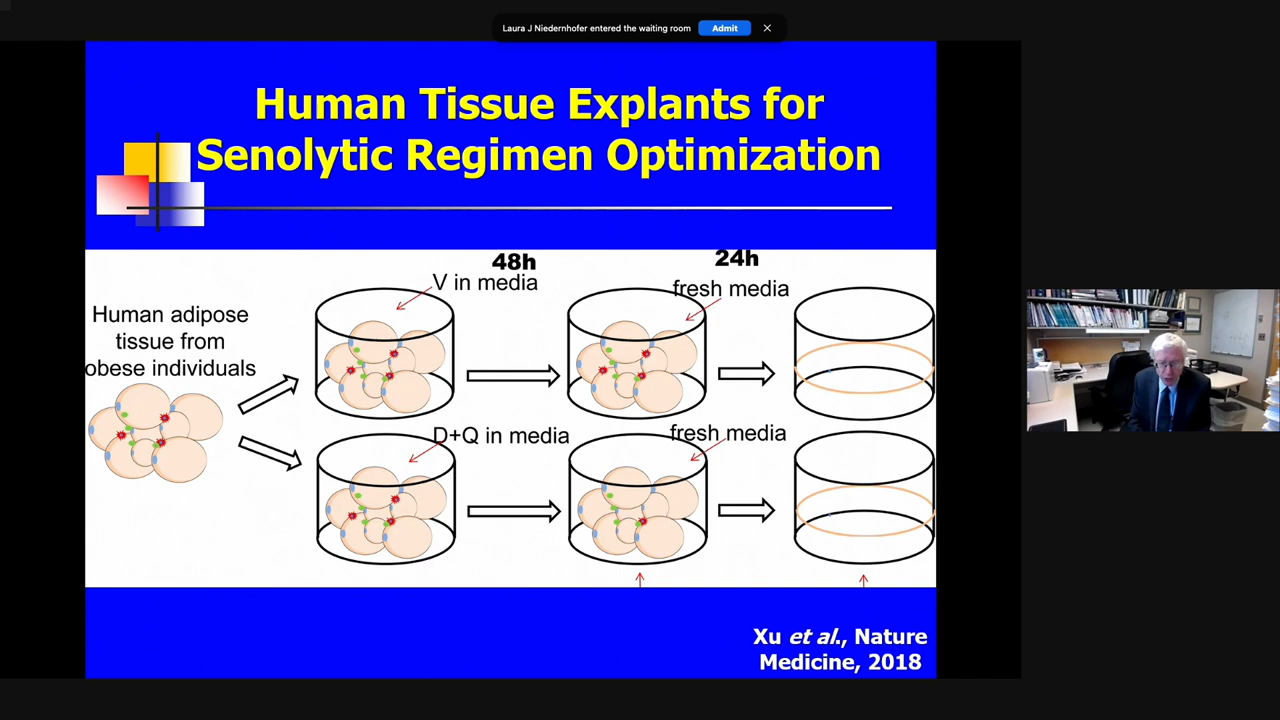 Laura J Niedernhofer entered the waiting room
Admit
Human Tissue Explants for
Senolytic Regimen Optimization
48h
24h
V in media
fresh media
Human adipose
tissue from
obese individuals
D+Q in media
fresh media
Xu et al., Nature
Medicine, 2018